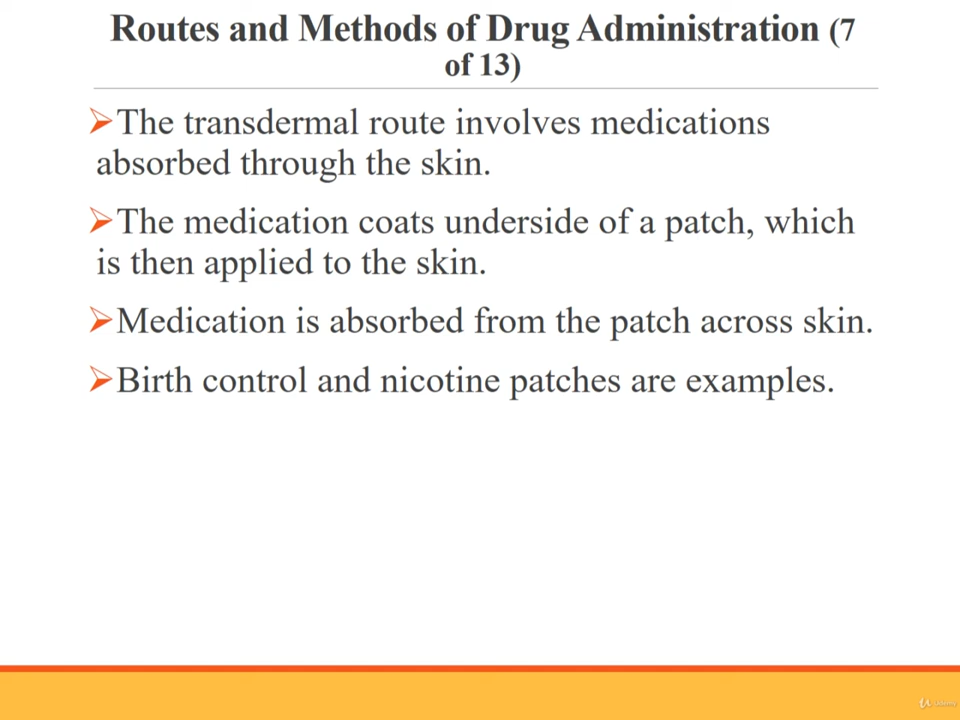 Routes and Methods of Drug Administration (7
of 13)
The transdermal route involves medications
absorbed through the skin.
The medication coats underside of a patch, which
is then applied to the skin.
Medication is absorbed from the patch across skin.
Birth control and nicotine patches are examples.
Udemy